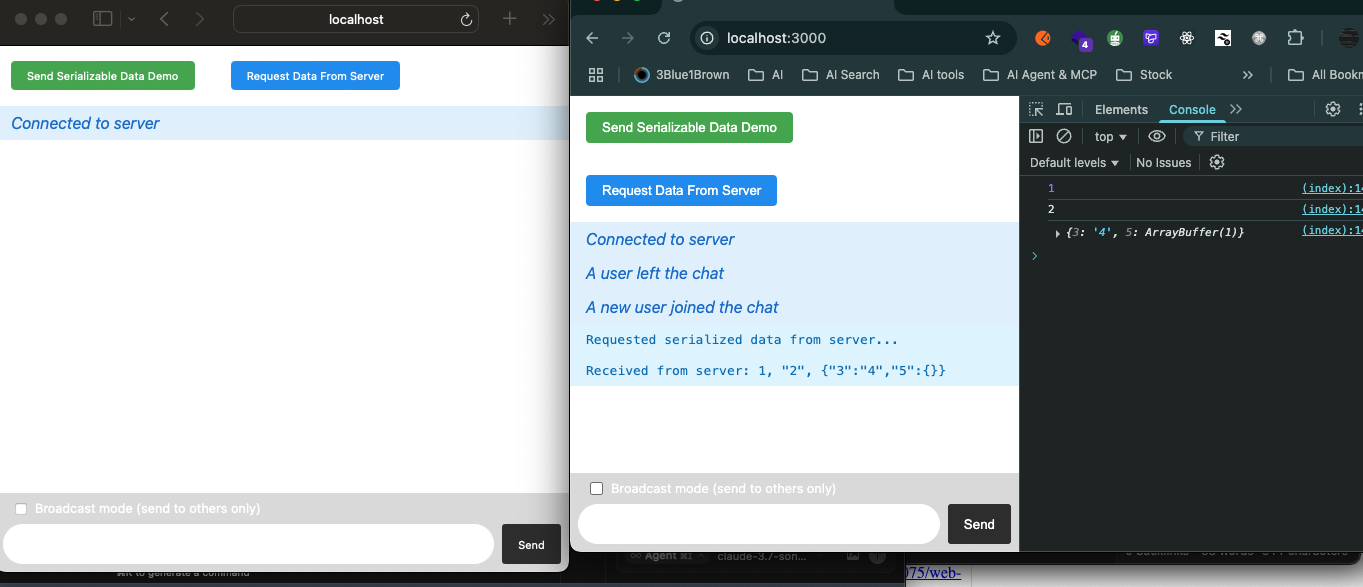 localhost
Send Serializable Data Demo
Request Data From Server
Connected to server
Broadcast mode (send to others only)
Send
⌘K to generate a command
localhost:3000
4
3Blue1Brown
AI
AI Search
AI tools
AI Agent & MCP
Stock
All Bookm
Send Serializable Data Demo
Request Data From Server
Connected to server
A user left the chat
A new user joined the chat
Requested serialized data from server...
Received from server: 1, "2", {"3":"4","5":{}}
Broadcast mode (send to others only)
Send
Elements
Console
top
Filter
Default levels
No Issues
1 (index):14
2 (index):14
{3: '4', 5: ArrayBuffer(1)} (index):14
Agent ⌘I
claude-3.7-son...
075/web-